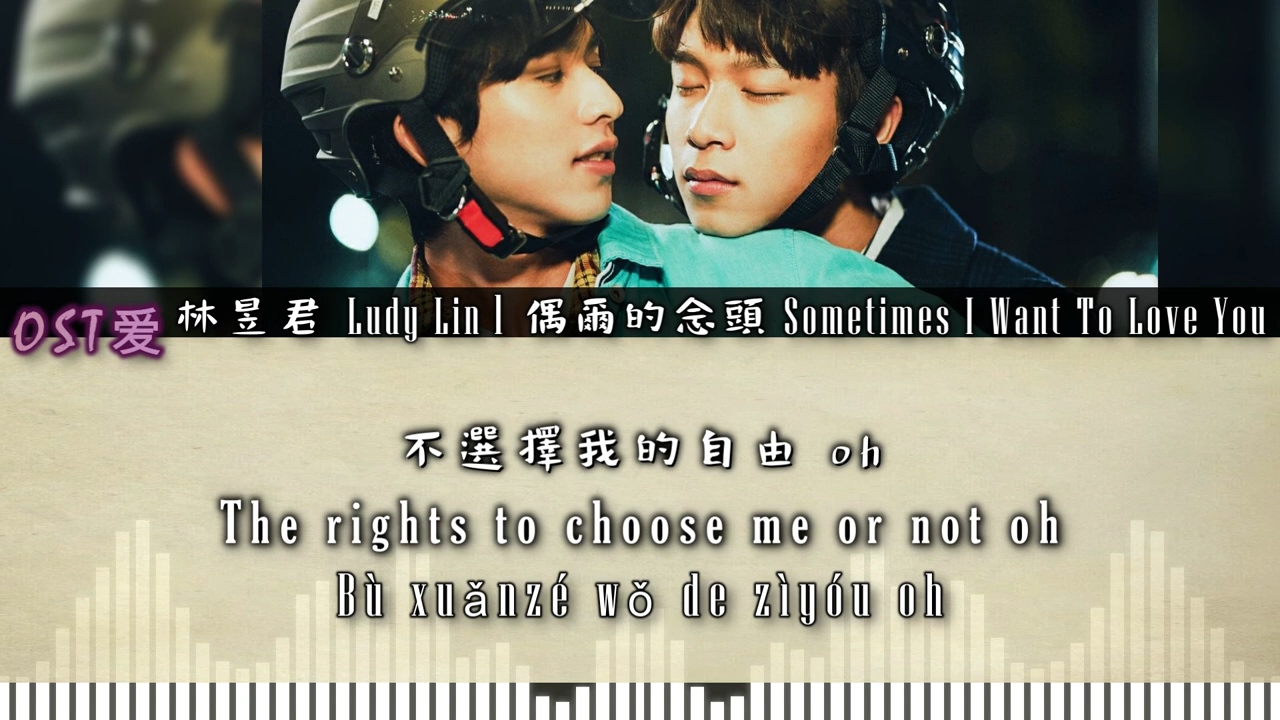 OST爱
林昱君 Ludy Lin l 偶爾的念頭 Sometimes I Want To Love You
不選擇我的自由 oh
The rights to choose me or not oh
Bù xuǎnzé wǒ de zìyóu oh